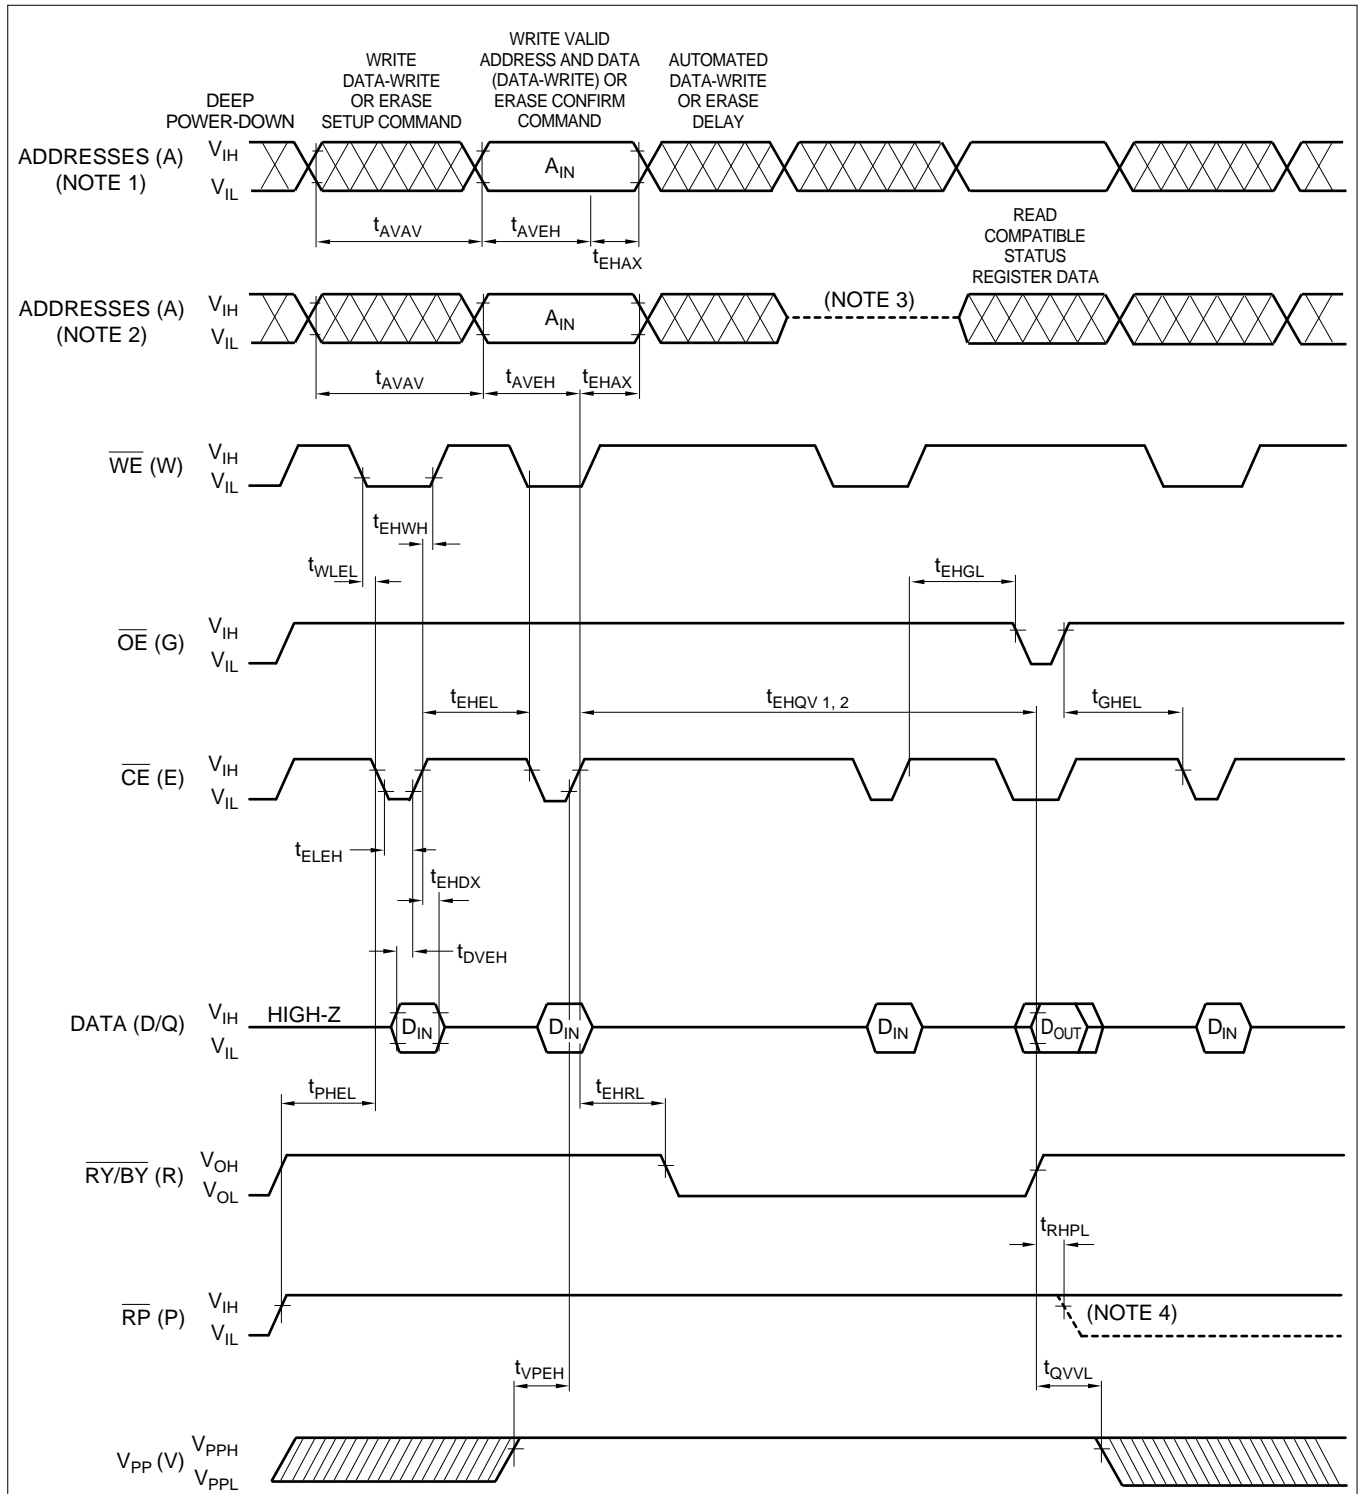 WRITE VALID
ADDRESS AND DATA
(DATA-WRITE) OR
ERASE CONFIRM
COMMAND
WRITE
DATA-WRITE
OR ERASE
SETUP COMMAND
AUTOMATED
DATA-WRITE
OR ERASE
DELAY
DEEP
POWER-DOWN
ADDRESSES (A)
(NOTE 1)
VIH
VIL
AIN
tAVAV
tAVEH
tEHAX
READ
COMPATIBLE
STATUS
REGISTER DATA
ADDRESSES (A)
(NOTE 2)
VIH
VIL
AIN
(NOTE 3)
tAVAV
tAVEH
tEHAX
WE (W)
VIH
VIL
tEHWH
tWLEL
tEHGL
OE (G)
VIH
VIL
tEHEL
tEHQV 1, 2
tGHEL
CE (E)
VIH
VIL
tELEH
tEHDX
tDVEH
DATA (D/Q)
VIH
VIL
HIGH-Z
DIN
DIN
DIN
DOUT
DIN
tPHEL
tEHRL
RY/BY (R)
VOH
VOL
tRHPL
RP (P)
VIH
VIL
(NOTE 4)
tVPEH
tQVVL
VPP (V)
VPPH
VPPL